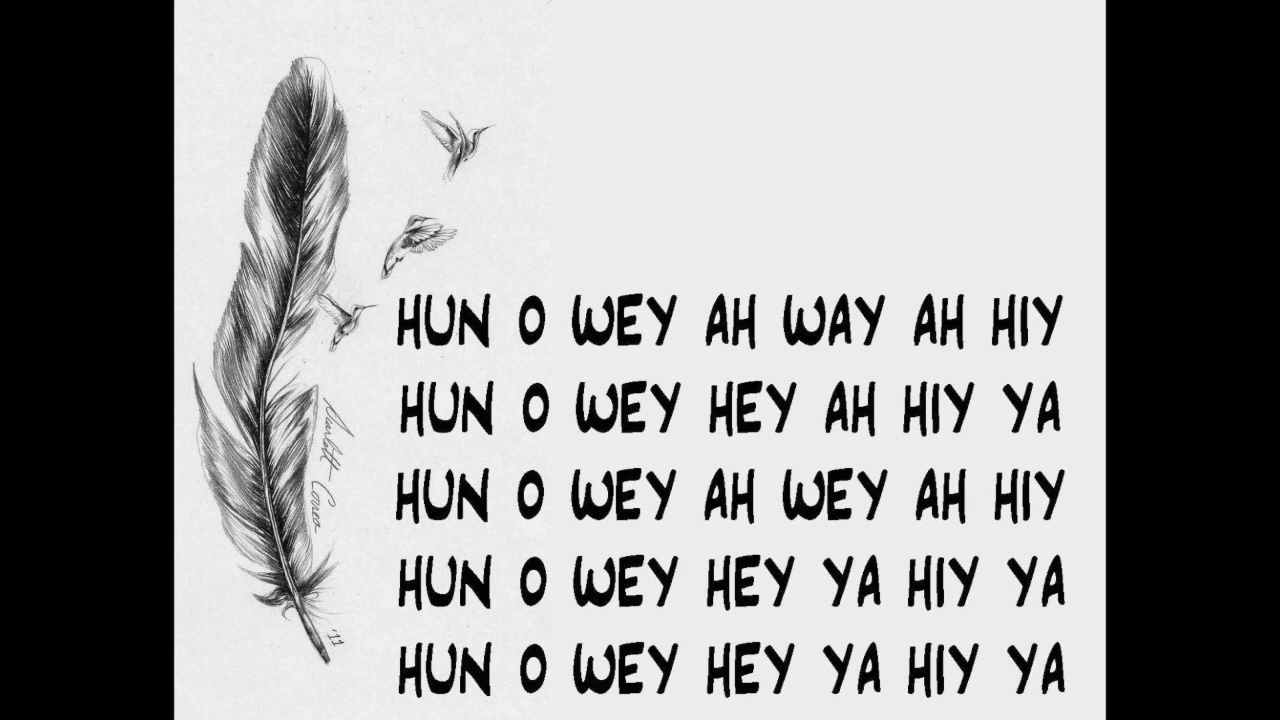 HUN O WEY AH WAY AH HIY
HUN O WEY HEY AH HIY YA
HUN O WEY AH WEY AH HIY
HUN O WEY HEY YA HIY YA
HUN O WEY HEY YA HIY YA
'11